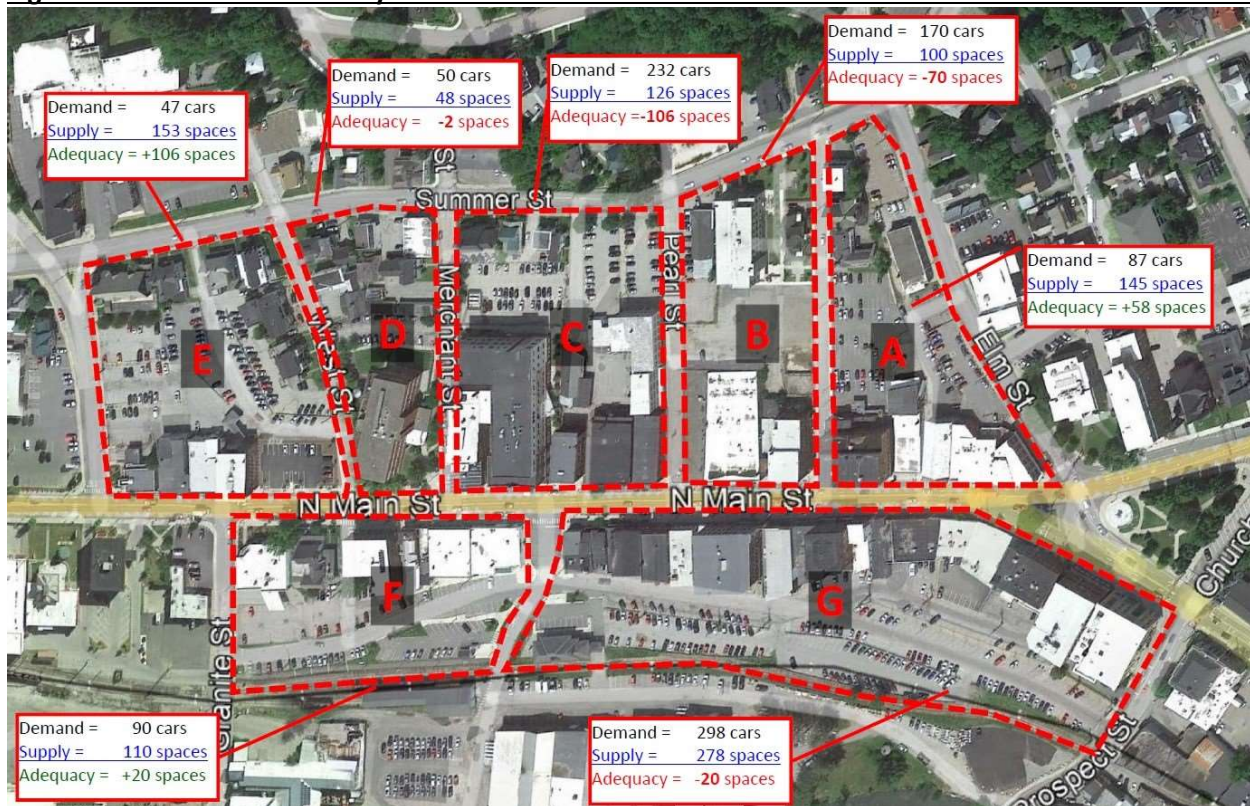 Demand = 170 cars
Supply = 100 spaces
Adequacy = -70 spaces
Demand = 50 cars
Supply = 48 spaces
Adequacy = -2 spaces
Demand = 232 cars
Supply = 126 spaces
Adequacy =-106 spaces
Demand = 47 cars
Supply = 153 spaces
Adequacy = +106 spaces
St
Summer St
Demand = 87 cars
Supply = 145 spaces
Adequacy = +58 spaces
Merchant St
Pearl St
Elm St
E
D
C
B
A
N Main St
N Main St
Church
F
G
Prospect St
Demand = 90 cars
Supply = 110 spaces
Adequacy = +20 spaces
Demand = 298 cars
Supply = 278 spaces
Adequacy = -20 spaces